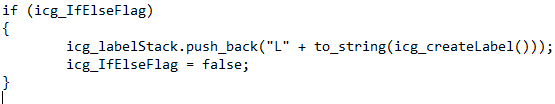 if (icg_IfElseFlag)
{
icg_labelStack.push_back("L" + to_string(icg_createLabel()));
icg_IfElseFlag = false;
}